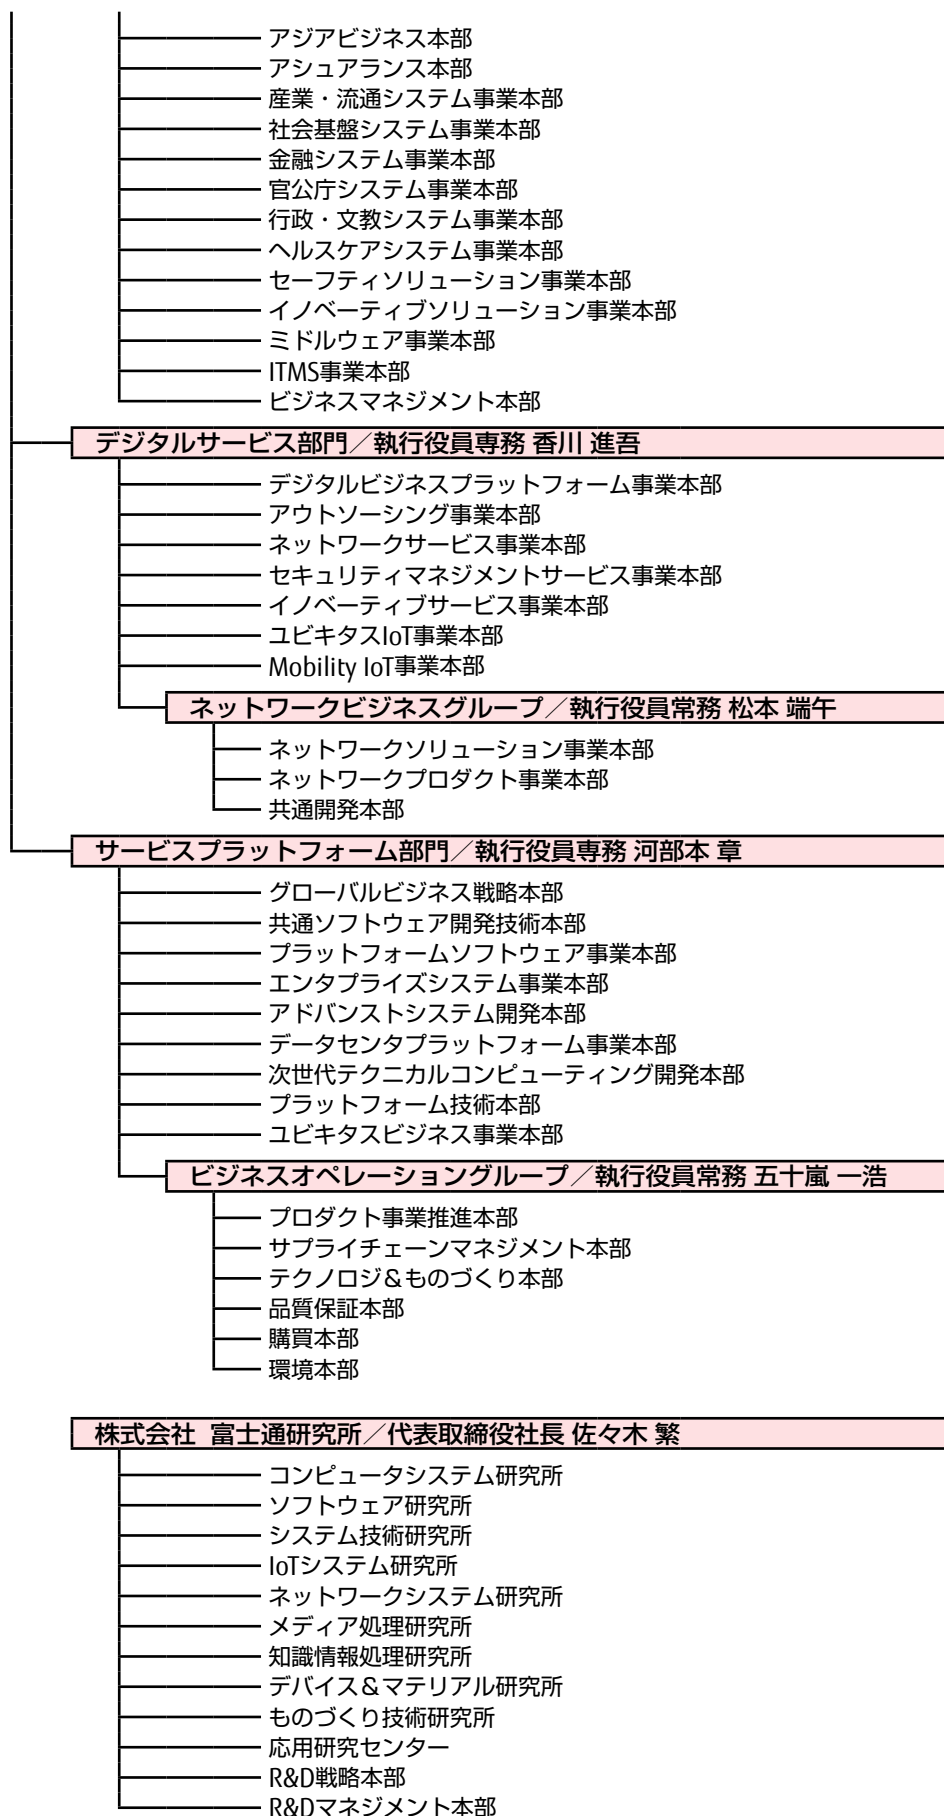 アジアビジネス本部
アシュアランス本部
産業・流通システム事業本部
社会基盤システム事業本部
金融システム事業本部
官公庁システム事業本部
行政・文教システム事業本部
ヘルスケアシステム事業本部
セーフティソリューション事業本部
イノベーティブソリューション事業本部
ミドルウェア事業本部
ITMS事業本部
ビジネスマネジメント本部
デジタルサービス部門／執行役員専務 香川 進吾
デジタルビジネスプラットフォーム事業本部
アウトソーシング事業本部
ネットワークサービス事業本部
セキュリティマネジメントサービス事業本部
イノベーティブサービス事業本部
ユビキタスIoT事業本部
Mobility IoT事業本部
ネットワークビジネスグループ／執行役員常務 松本 端午
ネットワークソリューション事業本部
ネットワークプロダクト事業本部
共通開発本部
サービスプラットフォーム部門／執行役員専務 河部本 章
グローバルビジネス戦略本部
共通ソフトウェア開発技術本部
プラットフォームソフトウェア事業本部
エンタプライズシステム事業本部
アドバンストシステム開発本部
データセンタプラットフォーム事業本部
次世代テクニカルコンピューティング開発本部
プラットフォーム技術本部
ユビキタスビジネス事業本部
ビジネスオペレーショングループ／執行役員常務 五十嵐 一浩
プロダクト事業推進本部
サプライチェーンマネジメント本部
テクノロジ&ものづくり本部
品質保証本部
購買本部
環境本部
株式会社 富士通研究所／代表取締役社長 佐々木 繁
コンピュータシステム研究所
ソフトウェア研究所
システム技術研究所
IoTシステム研究所
ネットワークシステム研究所
メディア処理研究所
知識情報処理研究所
デバイス&マテリアル研究所
ものづくり技術研究所
応用研究センター
R&D戦略本部
R&Dマネジメント本部